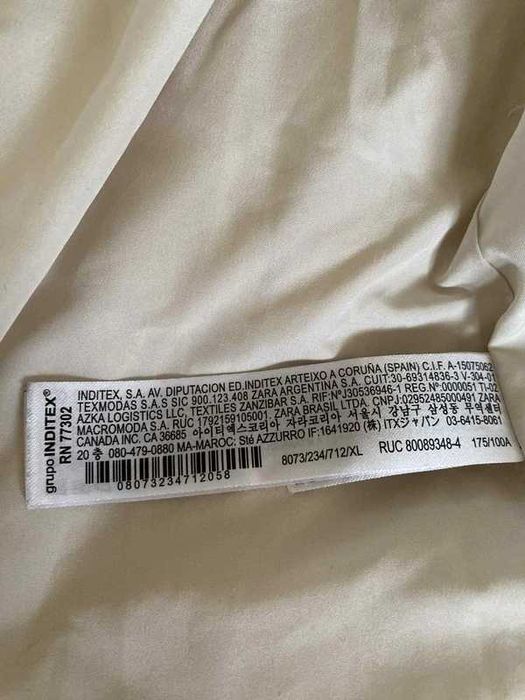 grupo INDITEX®
RN 77302
INDITEX, S.A. AV. DIPUTACION ED.INDITEX ARTEIXO A CORUÑA (SPAIN) C.I.F. A-15075062
TEXMODAS S.A.S SIC 900.123.408 ZARA ARGENTINA S.A. CUIT:30-69314836-3 V-304-01
AZKA LOGISTICS LLC, TEXTILES ZANZIBAR S.A. RIF:NºJ30536946-1 REG.Nº:0000051 TI-02
MACROMODA S.A. RÚC 1792159105001, ZARA BRASIL LTDA, CNPJ:02952485000491 ZARA
CANADA INC. CA 36685 아이티엑스코리아 자라코리아 서울시 강남구 삼성동 무역센터
20 층 080-479-0880 MA-MAROC: Sté AZZURRO IF:1641920 (株) ITXジャパン 03-6415-8061
8073/234/712/XL RUC 80089348-4 175/100A
08073234712058